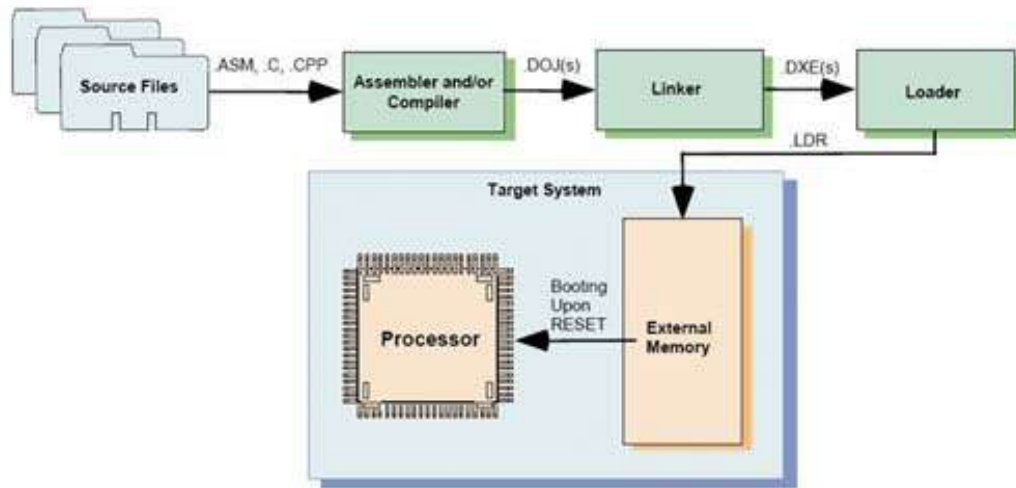 Source Files
.ASM, .C, .CPP
Assembler and/or
Compiler
.DOJ(s)
Linker
.DXE(s)
Loader
.LDR
Target System
Processor
Booting
Upon
RESET
External
Memory